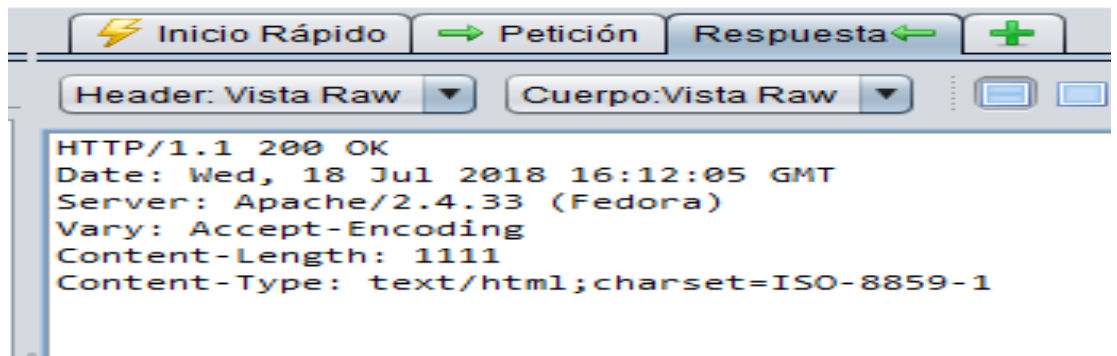 Inicio Rápido Petición Respuesta
Header: Vista Raw Cuerpo:Vista Raw
HTTP/1.1 200 OK
Date: Wed, 18 Jul 2018 16:12:05 GMT
Server: Apache/2.4.33 (Fedora)
Vary: Accept-Encoding
Content-Length: 1111
Content-Type: text/html;charset=ISO-8859-1